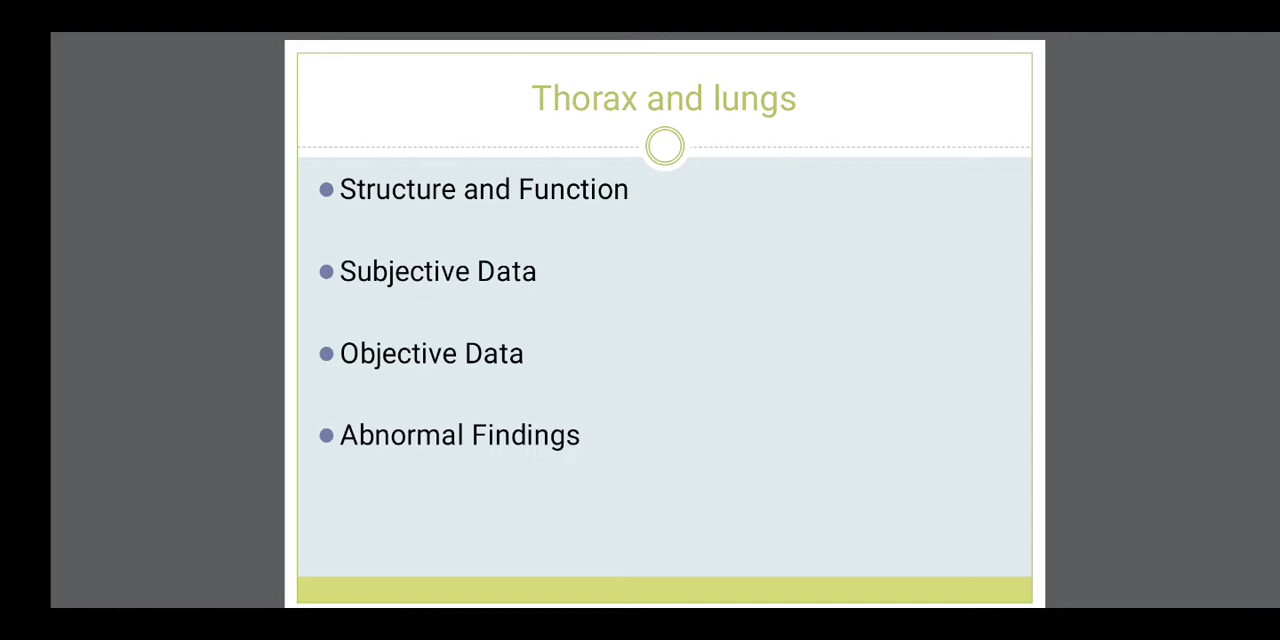 Thorax and lungs
Structure and Function
Subjective Data
Objective Data
Abnormal Findings